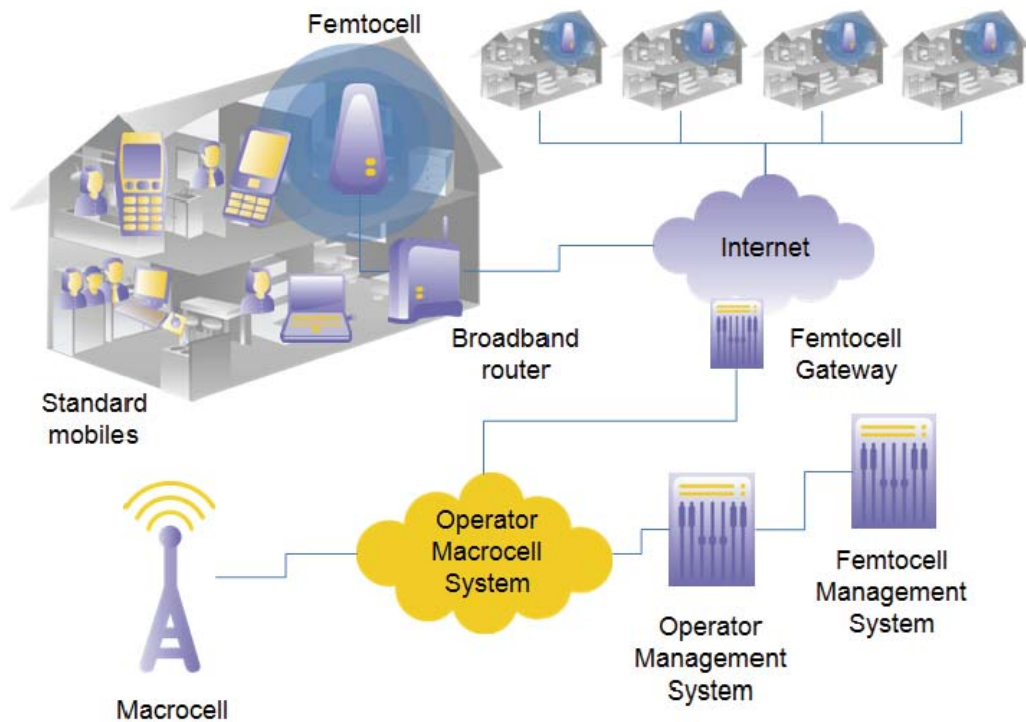 Femtocell
Internet
Broadband
router
Femtocell
Gateway
Standard
mobiles
Operator
Macrocell
System
Femtocell
Management
System
Operator
Management
System
Macrocell